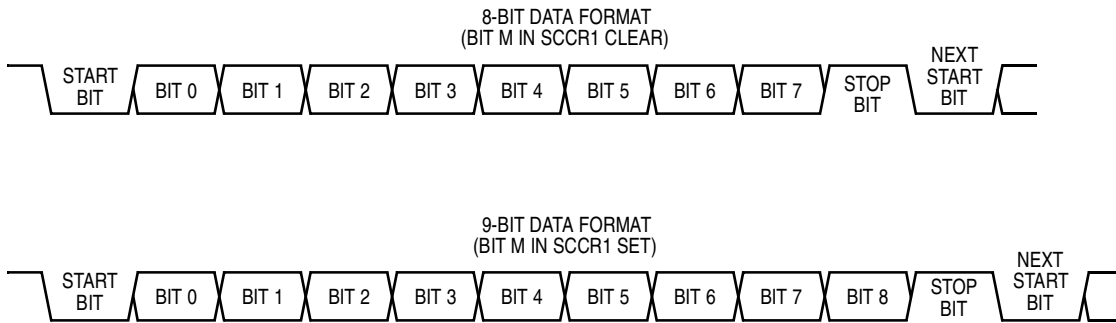 8-BIT DATA FORMAT
(BIT M IN SCCR1 CLEAR)
START
BIT
BIT 0
BIT 1
BIT 2
BIT 3
BIT 4
BIT 5
BIT 6
BIT 7
STOP
BIT
NEXT
START
BIT
9-BIT DATA FORMAT
(BIT M IN SCCR1 SET)
START
BIT
BIT 0
BIT 1
BIT 2
BIT 3
BIT 4
BIT 5
BIT 6
BIT 7
BIT 8
STOP
BIT
NEXT
START
BIT